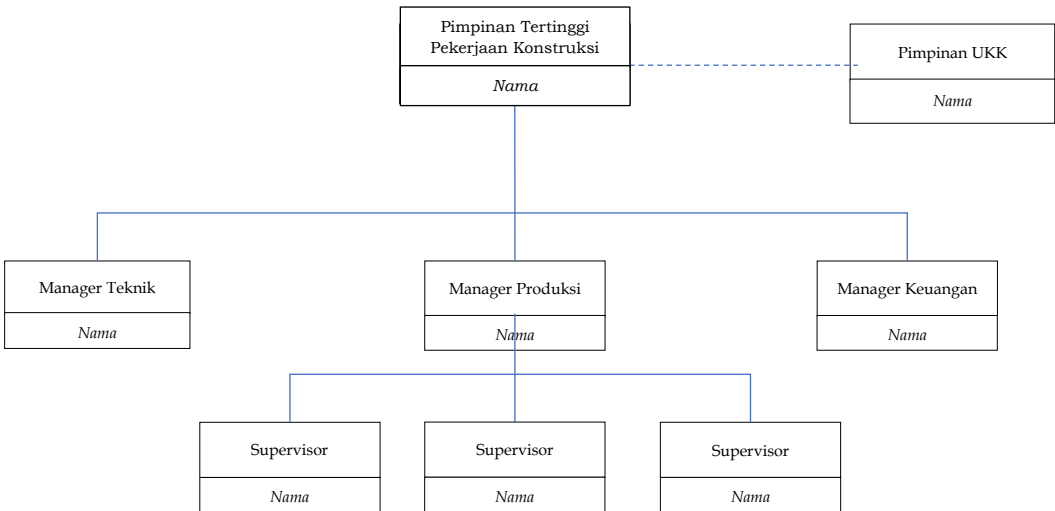 Pimpinan Tertinggi
Pekerjaan Konstruksi
Nama
Pimpinan UKK
Nama
Manager Teknik
Nama
Manager Produksi
Nama
Manager Keuangan
Nama
Supervisor
Nama
Supervisor
Nama
Supervisor
Nama